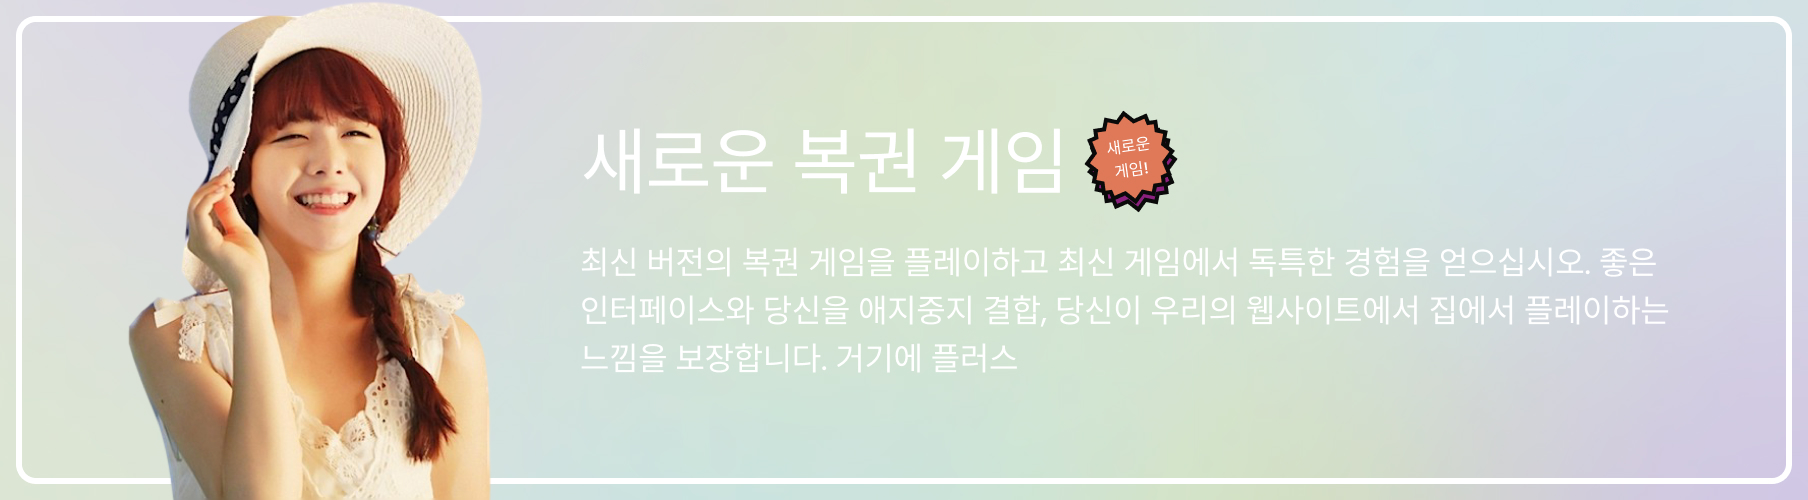 새로운 복권 게임
새로운
게임!
최신 버전의 복권 게임을 플레이하고 최신 게임에서 독특한 경험을 얻으십시오. 좋은
인터페이스와 당신을 애지중지 결합, 당신이 우리의 웹사이트에서 집에서 플레이하는
느낌을 보장합니다. 거기에 플러스